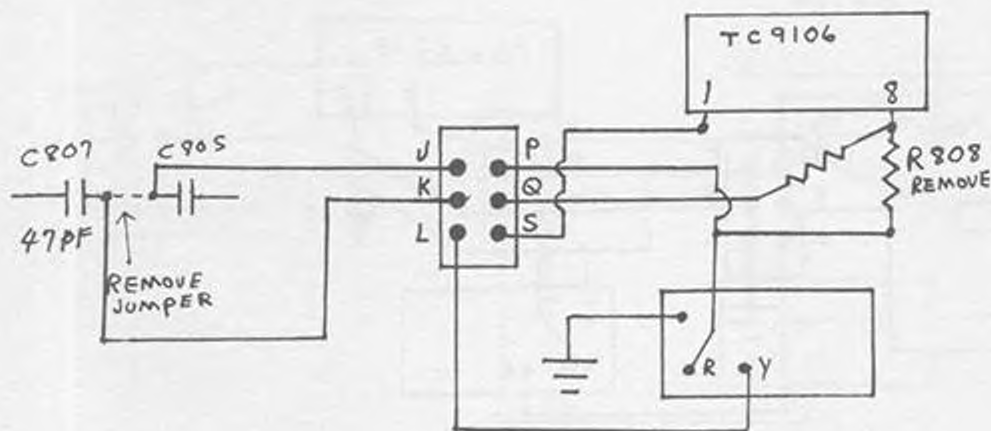 TC9106
1 8
C807 C805
J P
R808
REMOVE
K Q
47PF
L S
REMOVE
JUMPER
R Y